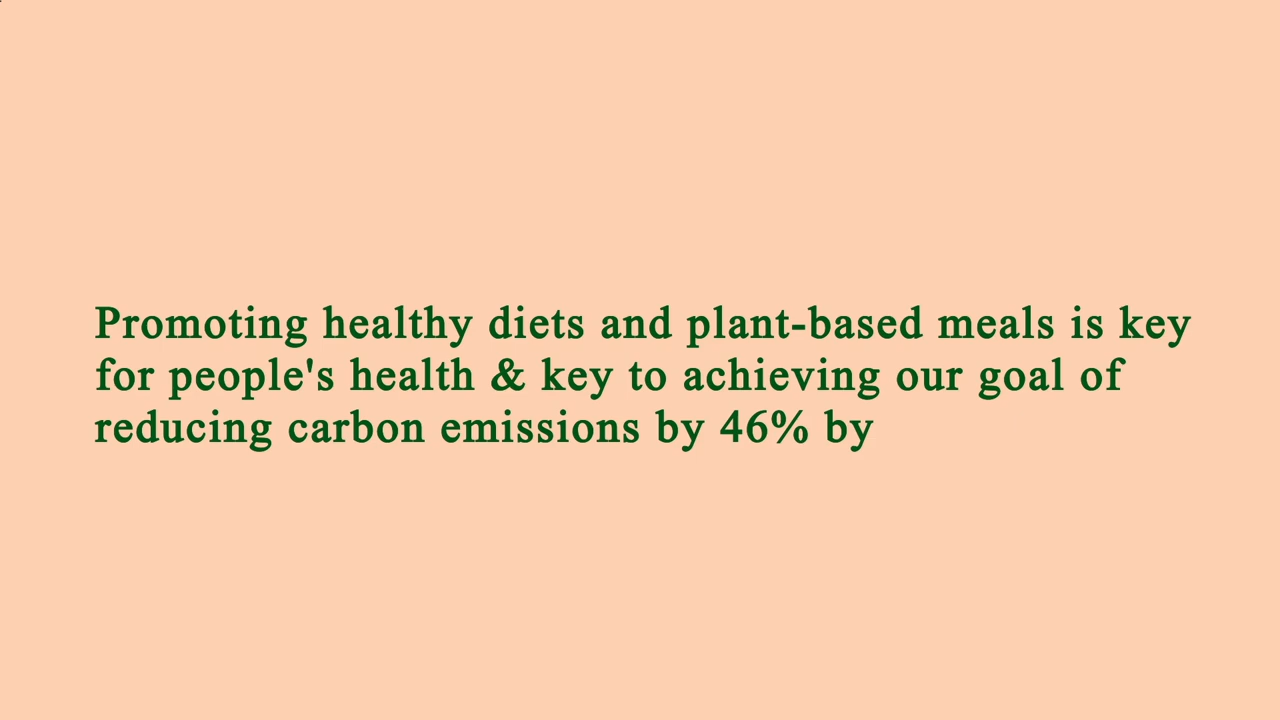 Promoting healthy diets and plant-based meals is key
for people's health & key to achieving our goal of
reducing carbon emissions by 46% by